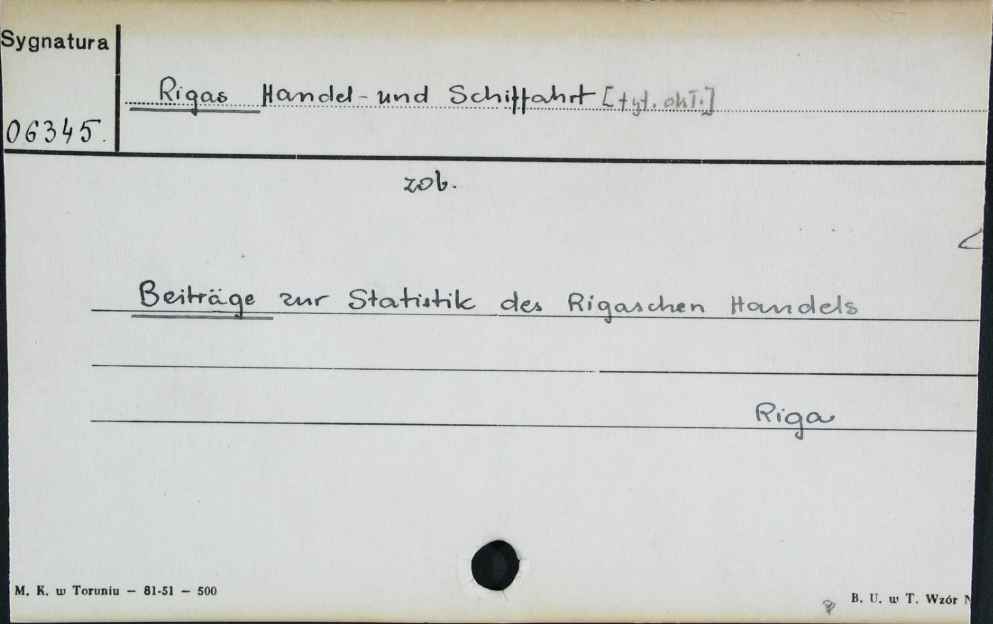 Sygnatura
Rigas Handel- und Schiffahrt [tyt. okł.]
06345.
zob.
Beiträge zur Statistik des Rigaschen Handels
Riga
M. K. w Toruniu — 81-51 — 500
B. U. w T. Wzór N